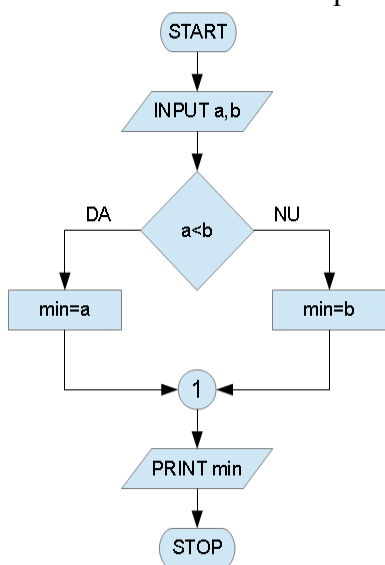 START
INPUT a,b
a<b
DA
NU
min=a
min=b
1
PRINT min
STOP